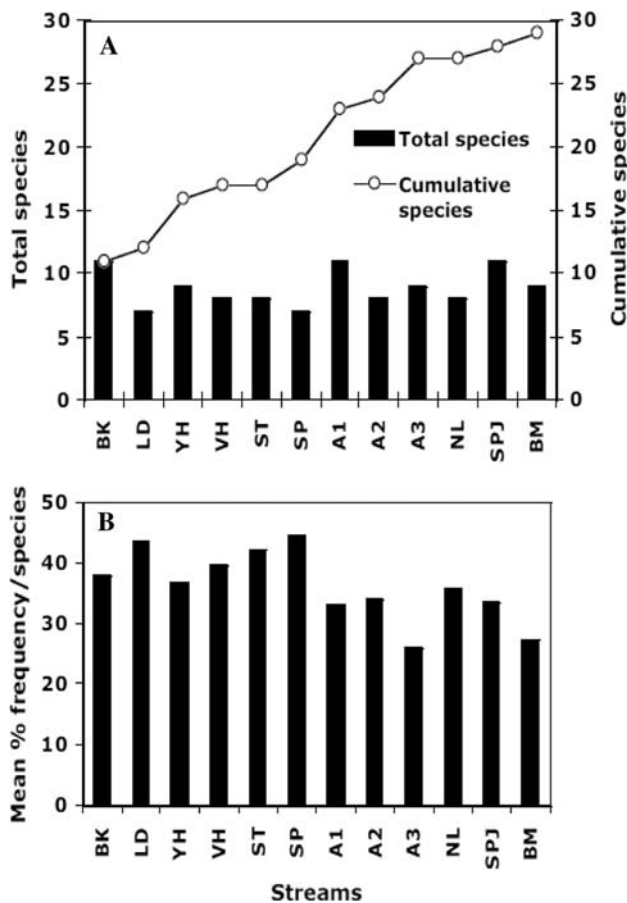 A
30
25
20
15
10
5
0
Total species
30
25
20
15
10
5
0
Cumulative species
Total species
Cumulative
species
BK LD YH VH ST SP A1 A2 A3 NL SPJ BM
B
50
40
30
20
10
0
Mean % frequency/species
BK LD YH VH ST SP A1 A2 A3 NL SPJ BM
Streams